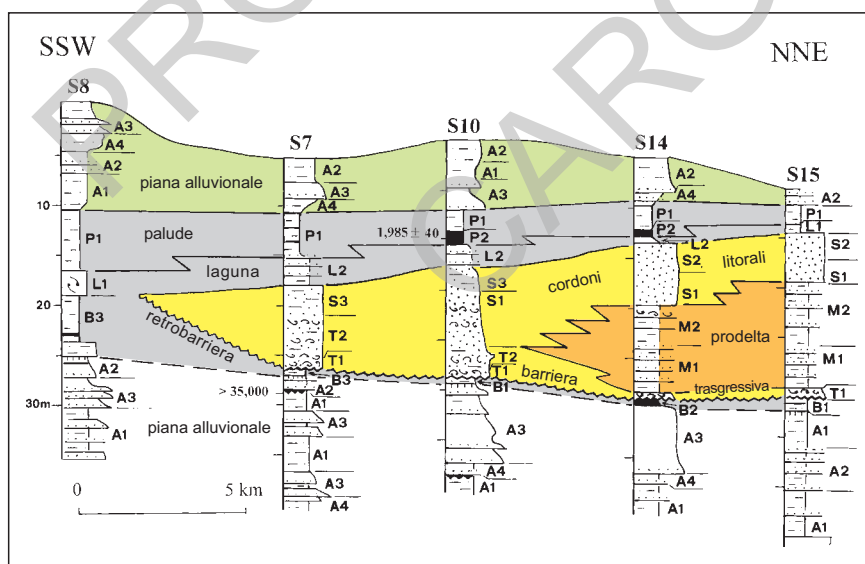 SSW
NNE
S8
A3
A4
A2
A1
P1
L1
B3
A2
A3
A1
S7
A2
A3
A4
P1
L2
S3
T2
T1
B3
A2
A1
A3
A1
A3
A4
S10
A2
A1
A3
P1
P2
L2
S3
S1
T2
T1
B1
A3
A4
A1
S14
A2
A4
P1
P2
L2
S2
S1
M2
M1
B2
A3
A4
A1
S15
A2
P1
L1
S2
S1
M2
M1
T1
B1
A1
A2
A1
10
20
30m
piana alluvionale
palude
1,985 ± 40
laguna
cordoni
litorali
retrobarriera
prodelta
barriera
trasgressiva
> 35,000
piana alluvionale
0
5 km